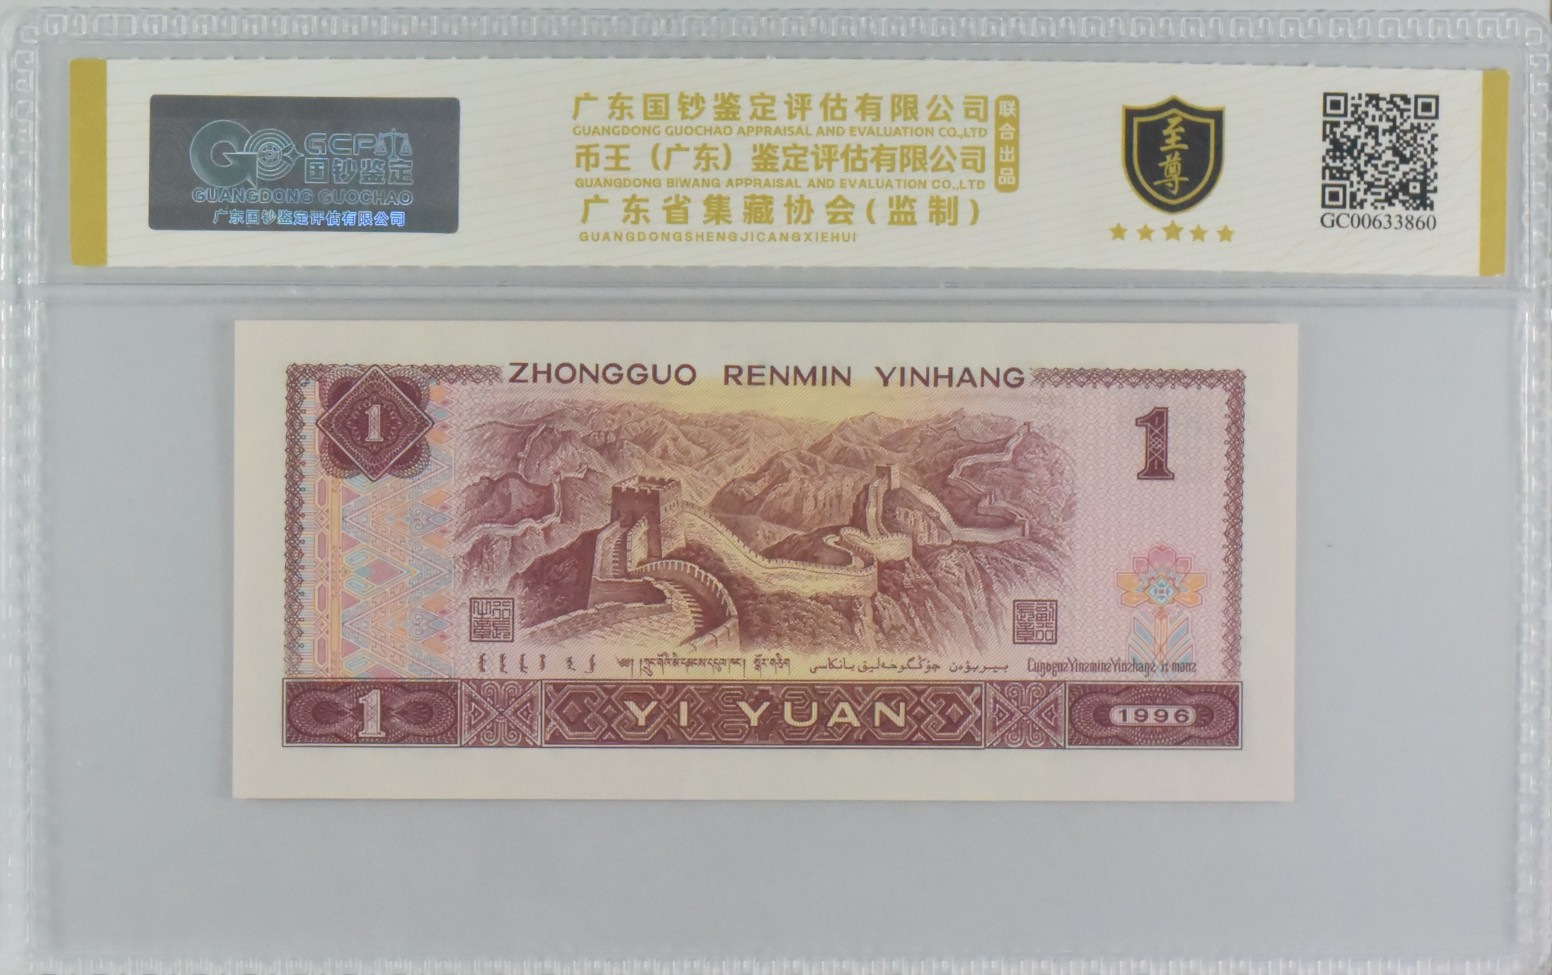 GCP
国钞鉴定
GUANGDONG GUOCHAO
广东国钞鉴定评估有限公司
广东国钞鉴定评估有限公司
GUANGDONG GUOCHAO APPRAISAL AND EVALUATION CO.,LTD
币王（广东）鉴定评估有限公司
GUANGDONG BIWANG APPRAISAL AND EVALUATION CO.,LTD
广东省集藏协会(监制)
GUANGDONGSHENGJICANGXIEHUI
联合出品
至尊
GC00633860
ZHONGGUO RENMIN YINHANG
1
1
1
YI YUAN
1996